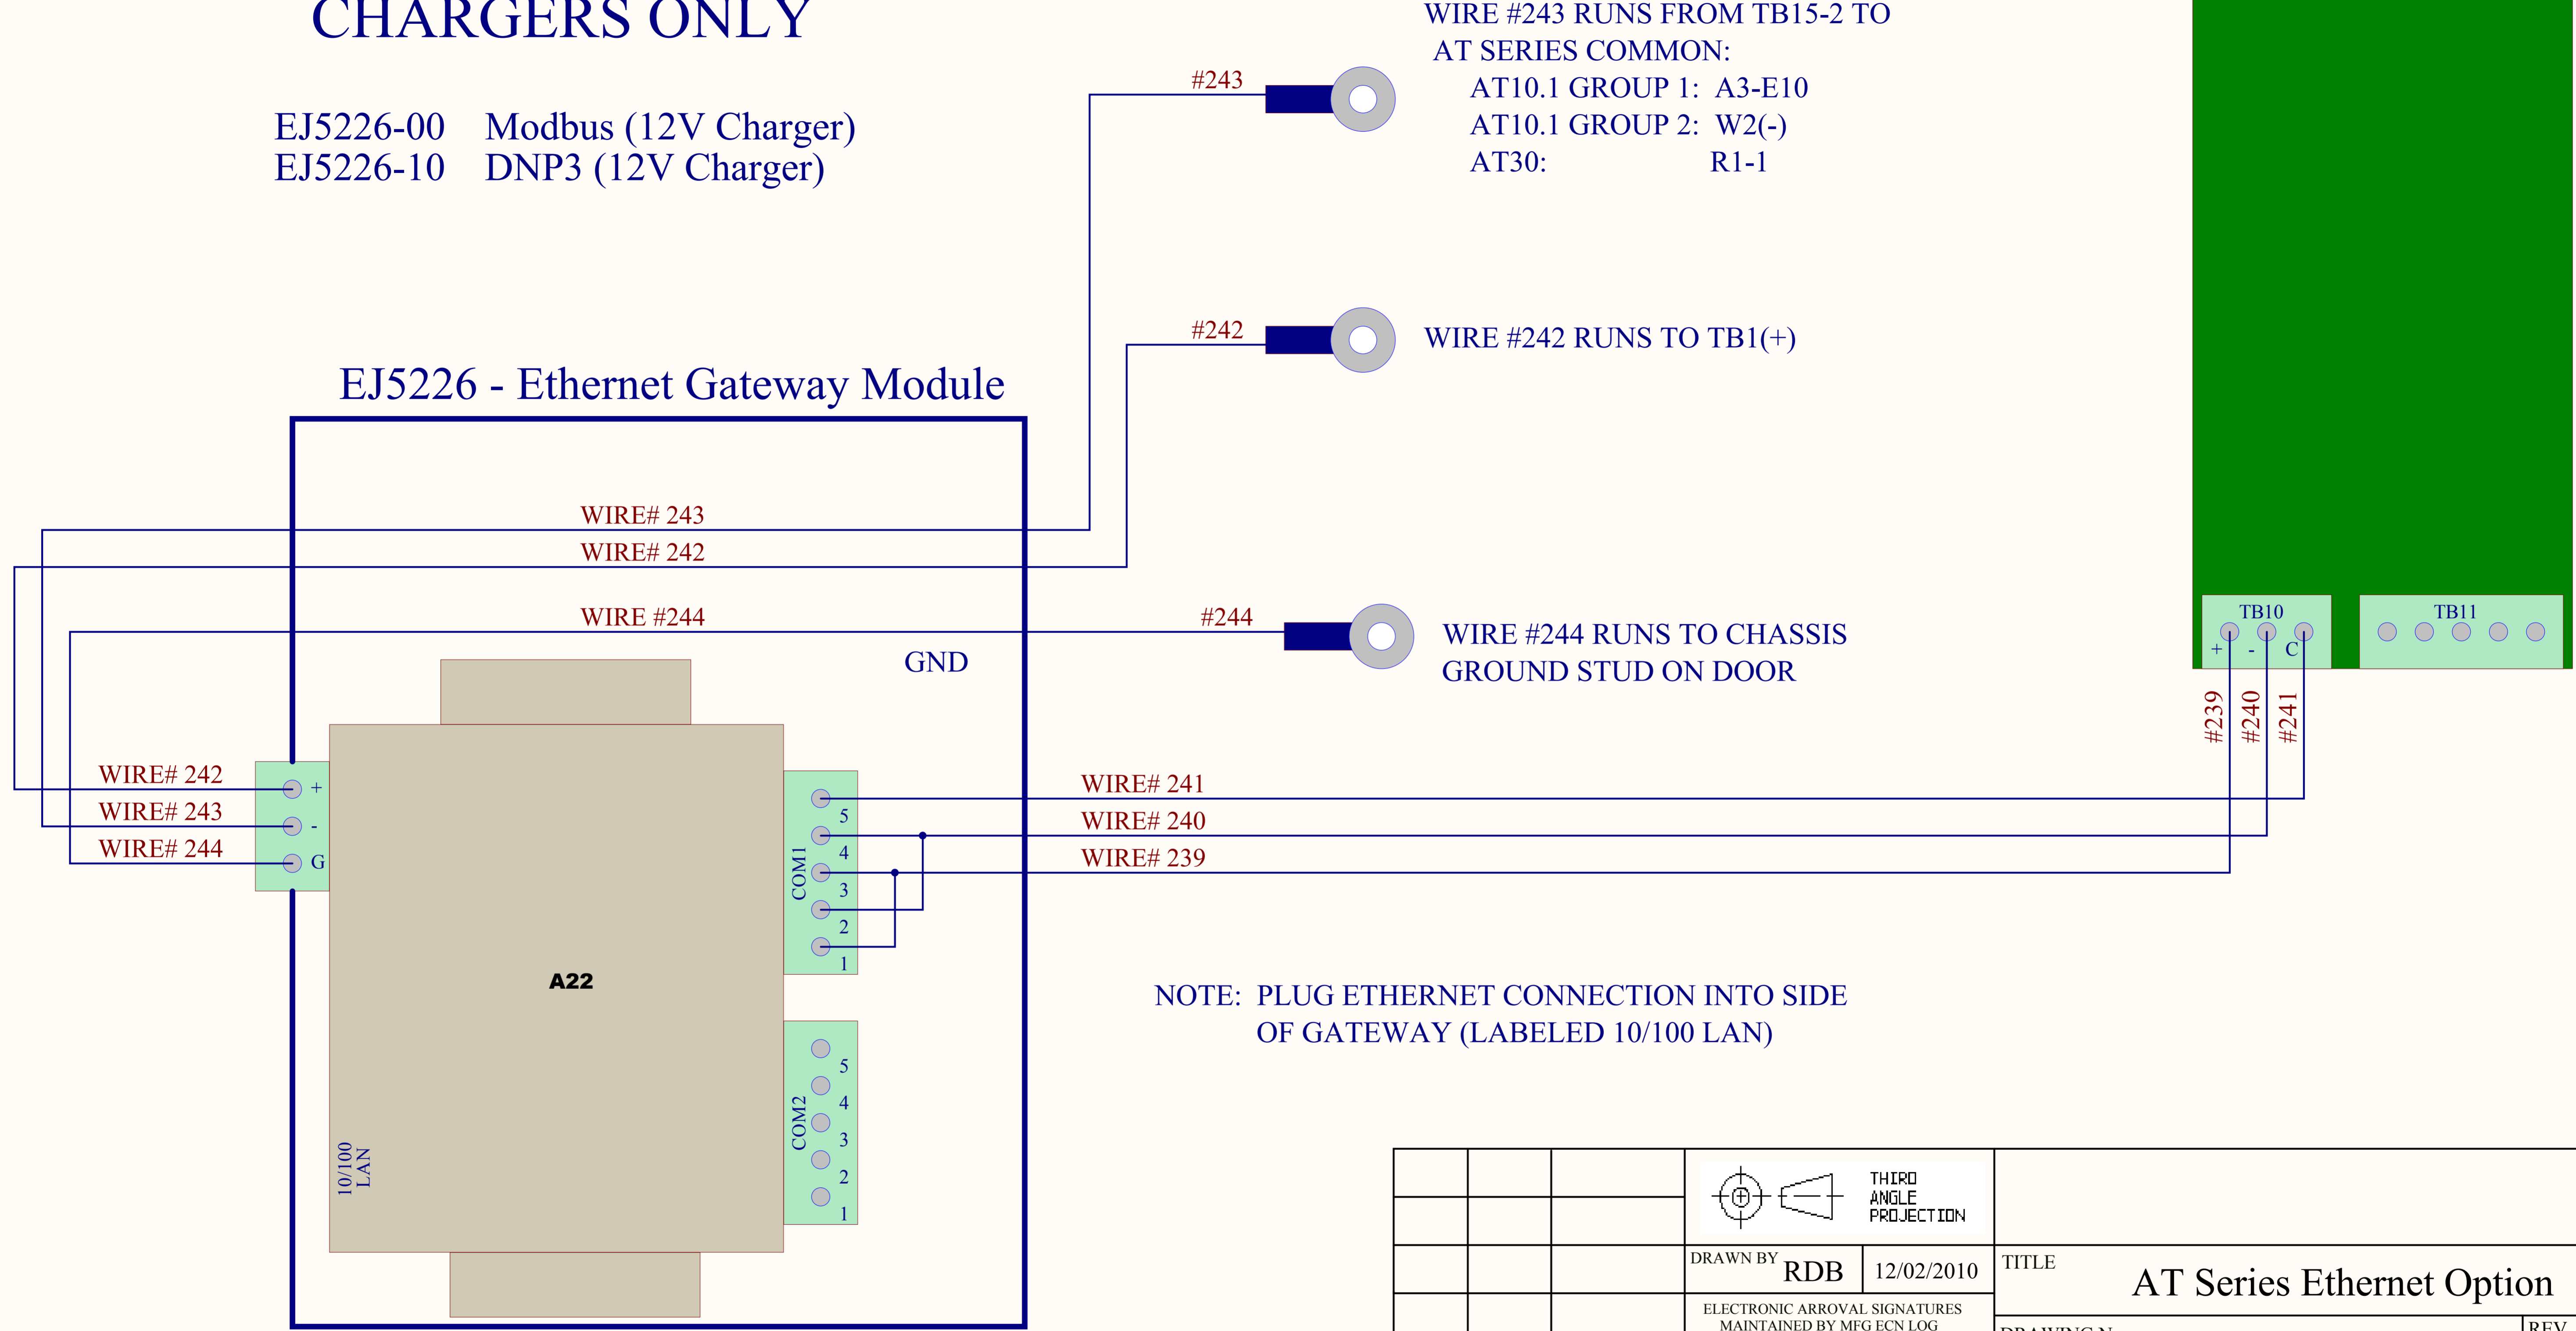 CHARGERS ONLY
EJ5226-00 Modbus (12V Charger)
EJ5226-10 DNP3 (12V Charger)
#243
WIRE #243 RUNS FROM TB15-2 TO
AT SERIES COMMON:
AT10.1 GROUP 1: A3-E10
AT10.1 GROUP 2: W2(-)
AT30: R1-1
#242
WIRE #242 RUNS TO TB1(+)
EJ5226 - Ethernet Gateway Module
WIRE# 243
WIRE# 242
WIRE #244
#244
WIRE #244 RUNS TO CHASSIS
GROUND STUD ON DOOR
GND
TB10
+ - C
TB11
#239
#240
#241
WIRE# 242
+
WIRE# 243
-
WIRE# 244
G
COM1
5
4
3
2
1
WIRE# 241
WIRE# 240
WIRE# 239
A22
NOTE: PLUG ETHERNET CONNECTION INTO SIDE
OF GATEWAY (LABELED 10/100 LAN)
COM2
5
4
3
2
1
10/100
LAN
THIRD
ANGLE
PROJECTION
DRAWN BY RDB 12/02/2010
TITLE
AT Series Ethernet Option
ELECTRONIC ARROVAL SIGNATURES
MAINTAINED BY MFG ECN LOG
DRAWING N
REV